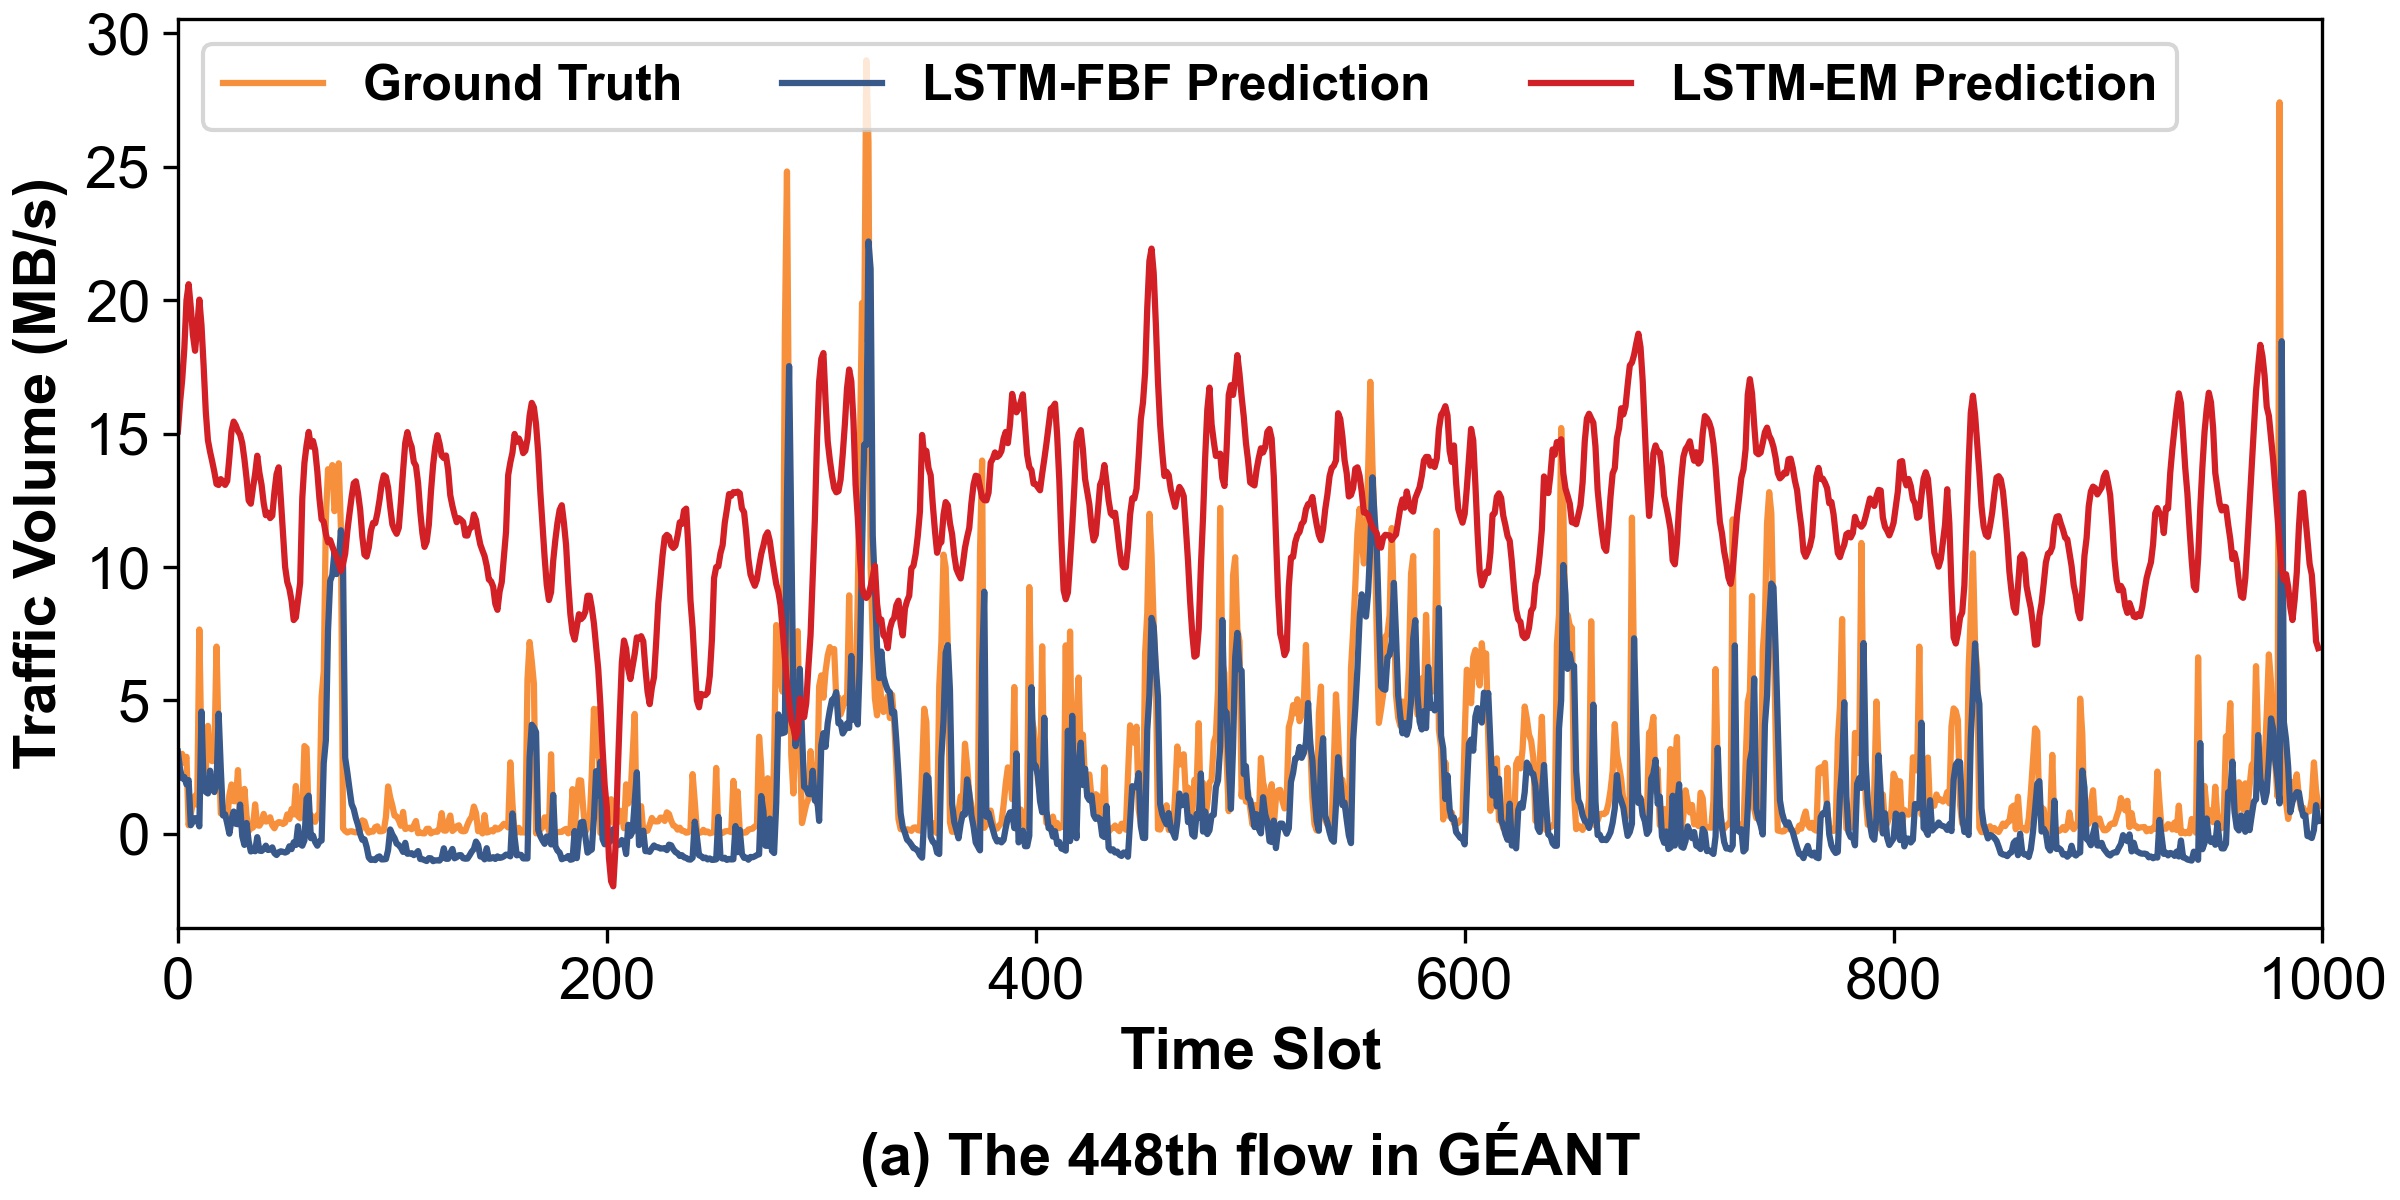 30
25
20
15
10
5
0
Traffic Volume (MB/s)
Ground Truth LSTM-FBF Prediction LSTM-EM Prediction
0 200 400 600 800 1000
Time Slot
(a) The 448th flow in GÉANT